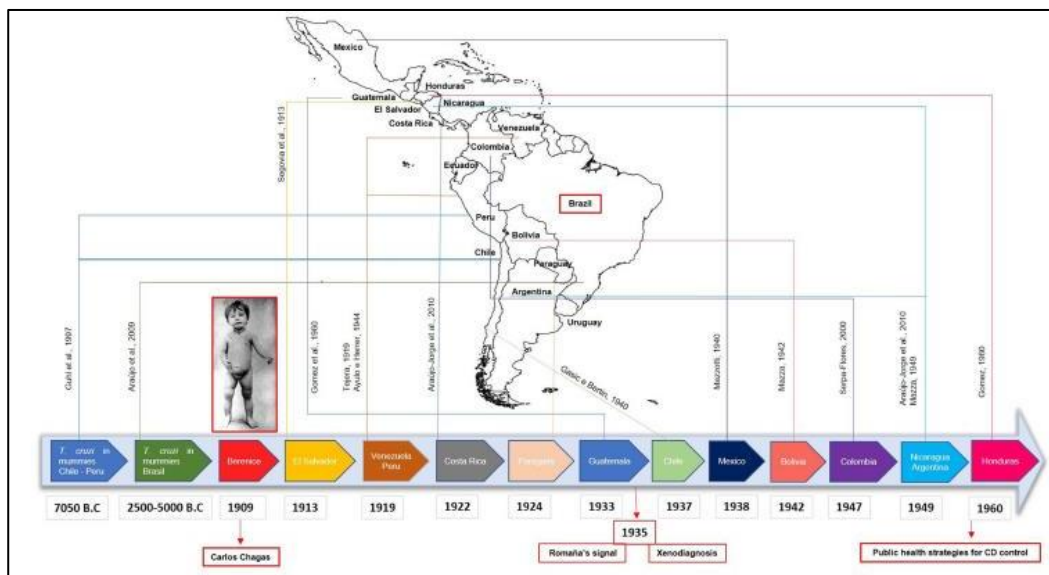 Mexico
Honduras
Guatemala
Nicaragua
El Salvador
Costa Rica
Venezuela
Colombia
Ecuador
Brazil
Peru
Bolivia
Chile
Paraguay
Argentina
Uruguay
Guhl et al., 1997
Araújo et al., 2009
Segovia et al., 1913
Gomez et al., 1960
Tejera, 1919
Ayulo e Herrer, 1944
Araújo-Jorge et al., 2010
Gasic e Bertin, 1940
Mazzotti, 1940
Mazza, 1942
Serpa-Flores, 2000
Araújo-Jorge et al., 2010
Mazza, 1949
Gomez, 1960
T. cruzi in
mummies
Chile - Peru
T. cruzi in
mummies
Brasil
Berenice
El Salvador
Venezuela
Peru
Costa Rica
Paraguay
Guatemala
Chile
Mexico
Bolivia
Colombia
Nicaragua
Argentina
Honduras
7050 B.C
2500-5000 B.C
1909
1913
1919
1922
1924
1933
1937
1938
1942
1947
1949
1960
1935
Carlos Chagas
Romaña's signal
Xenodiagnosis
Public health strategies for CD control